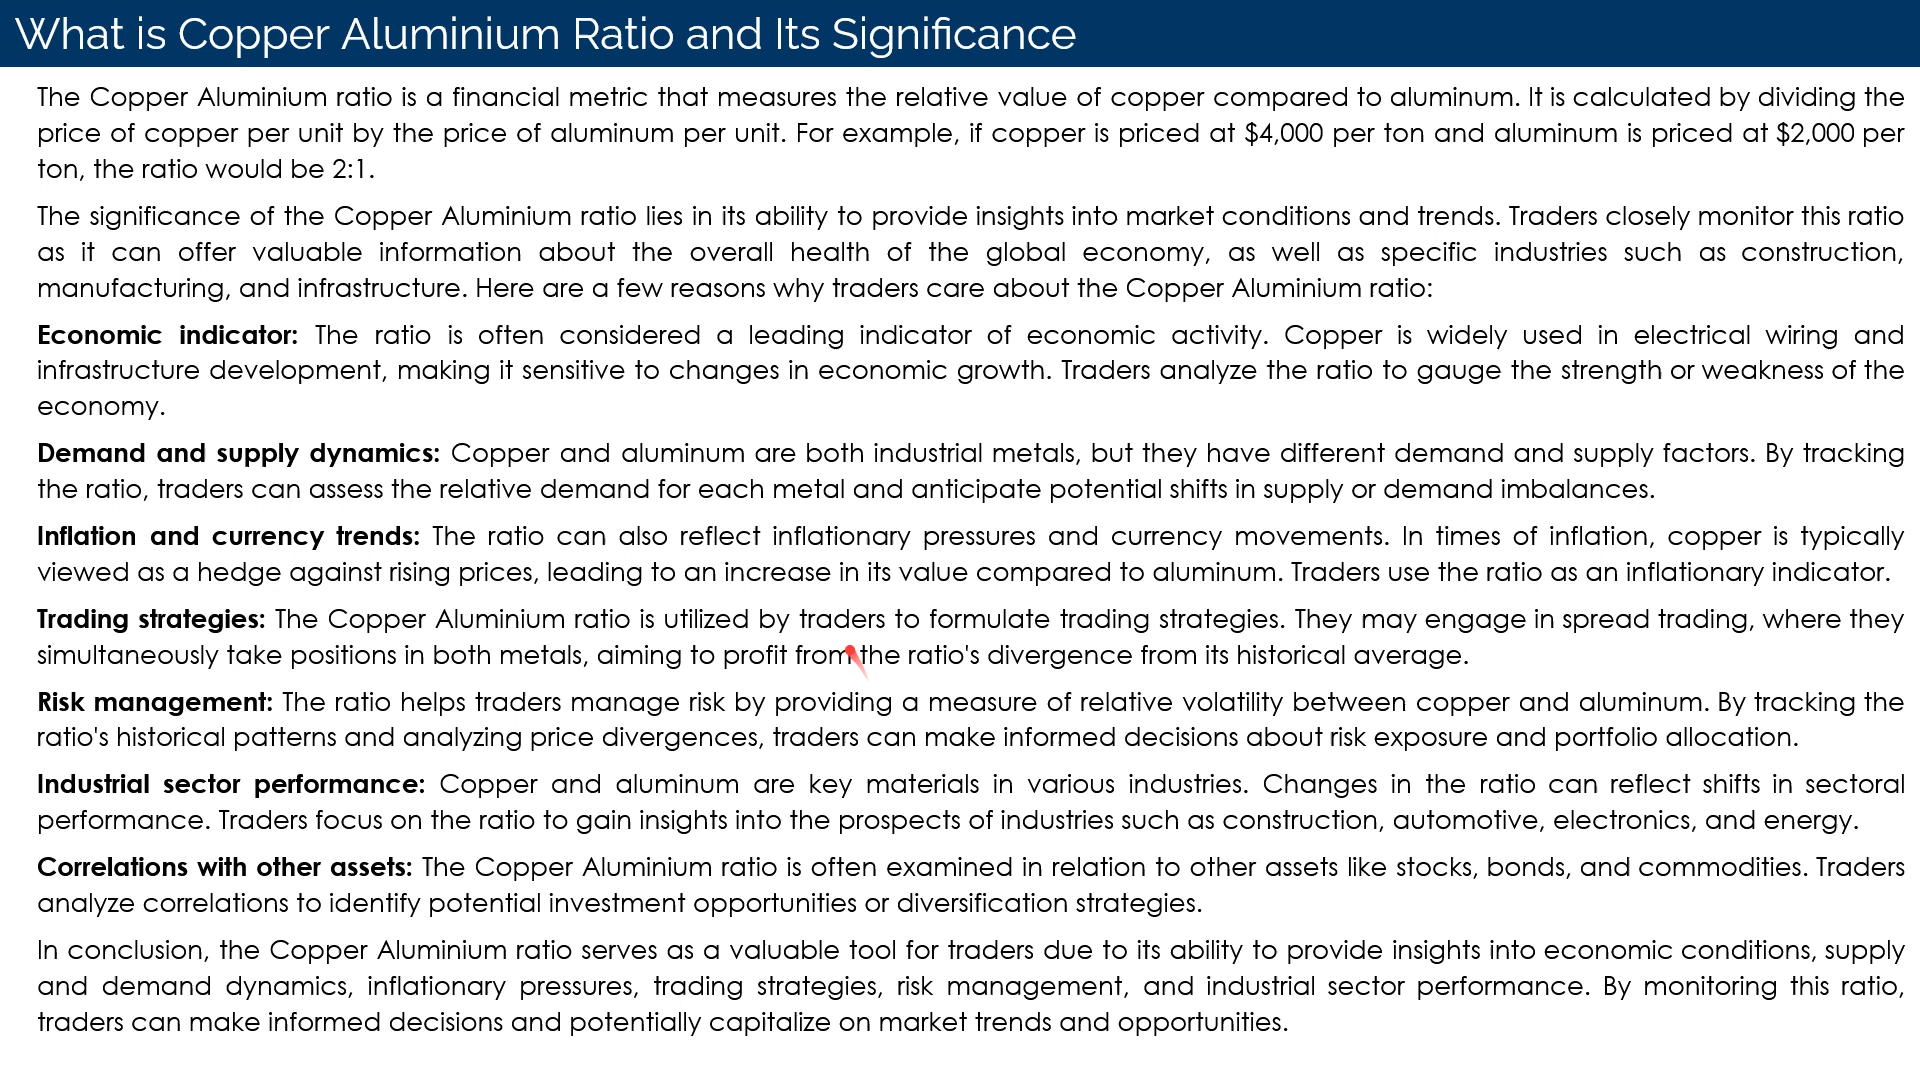 What is Copper Aluminium Ratio and Its Significance
The Copper Aluminium ratio is a financial metric that measures the relative value of copper compared to aluminum. It is calculated by dividing the
price of copper per unit by the price of aluminum per unit. For example, if copper is priced at $4,000 per ton and aluminum is priced at $2,000 per
ton, the ratio would be 2:1.
The significance of the Copper Aluminium ratio lies in its ability to provide insights into market conditions and trends. Traders closely monitor this ratio
as it can offer valuable information about the overall health of the global economy, as well as specific industries such as construction,
manufacturing, and infrastructure. Here are a few reasons why traders care about the Copper Aluminium ratio:
Economic indicator: The ratio is often considered a leading indicator of economic activity. Copper is widely used in electrical wiring and
infrastructure development, making it sensitive to changes in economic growth. Traders analyze the ratio to gauge the strength or weakness of the
economy.
Demand and supply dynamics: Copper and aluminum are both industrial metals, but they have different demand and supply factors. By tracking
the ratio, traders can assess the relative demand for each metal and anticipate potential shifts in supply or demand imbalances.
Inflation and currency trends: The ratio can also reflect inflationary pressures and currency movements. In times of inflation, copper is typically
viewed as a hedge against rising prices, leading to an increase in its value compared to aluminum. Traders use the ratio as an inflationary indicator.
Trading strategies: The Copper Aluminium ratio is utilized by traders to formulate trading strategies. They may engage in spread trading, where they
simultaneously take positions in both metals, aiming to profit from the ratio's divergence from its historical average.
Risk management: The ratio helps traders manage risk by providing a measure of relative volatility between copper and aluminum. By tracking the
ratio's historical patterns and analyzing price divergences, traders can make informed decisions about risk exposure and portfolio allocation.
Industrial sector performance: Copper and aluminum are key materials in various industries. Changes in the ratio can reflect shifts in sectoral
performance. Traders focus on the ratio to gain insights into the prospects of industries such as construction, automotive, electronics, and energy.
Correlations with other assets: The Copper Aluminium ratio is often examined in relation to other assets like stocks, bonds, and commodities. Traders
analyze correlations to identify potential investment opportunities or diversification strategies.
In conclusion, the Copper Aluminium ratio serves as a valuable tool for traders due to its ability to provide insights into economic conditions, supply
and demand dynamics, inflationary pressures, trading strategies, risk management, and industrial sector performance. By monitoring this ratio,
traders can make informed decisions and potentially capitalize on market trends and opportunities.